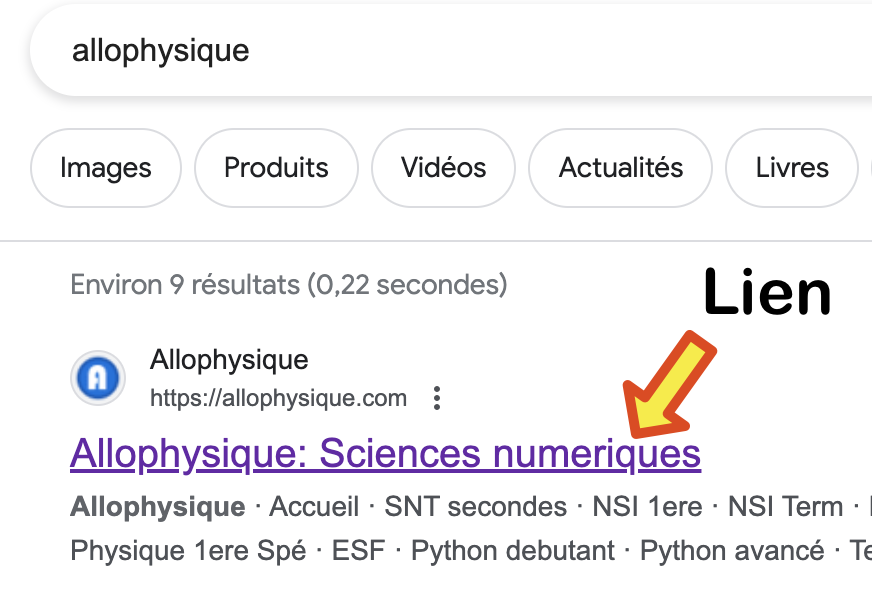 allophysique
Images Produits Vidéos Actualités Livres
Environ 9 résultats (0,22 secondes)
Lien
Allophysique
https://allophysique.com
Allophysique: Sciences numeriques
Allophysique · Accueil · SNT secondes · NSI 1ere · NSI Term ·
Physique 1ere Spé · ESF · Python debutant · Python avancé ·